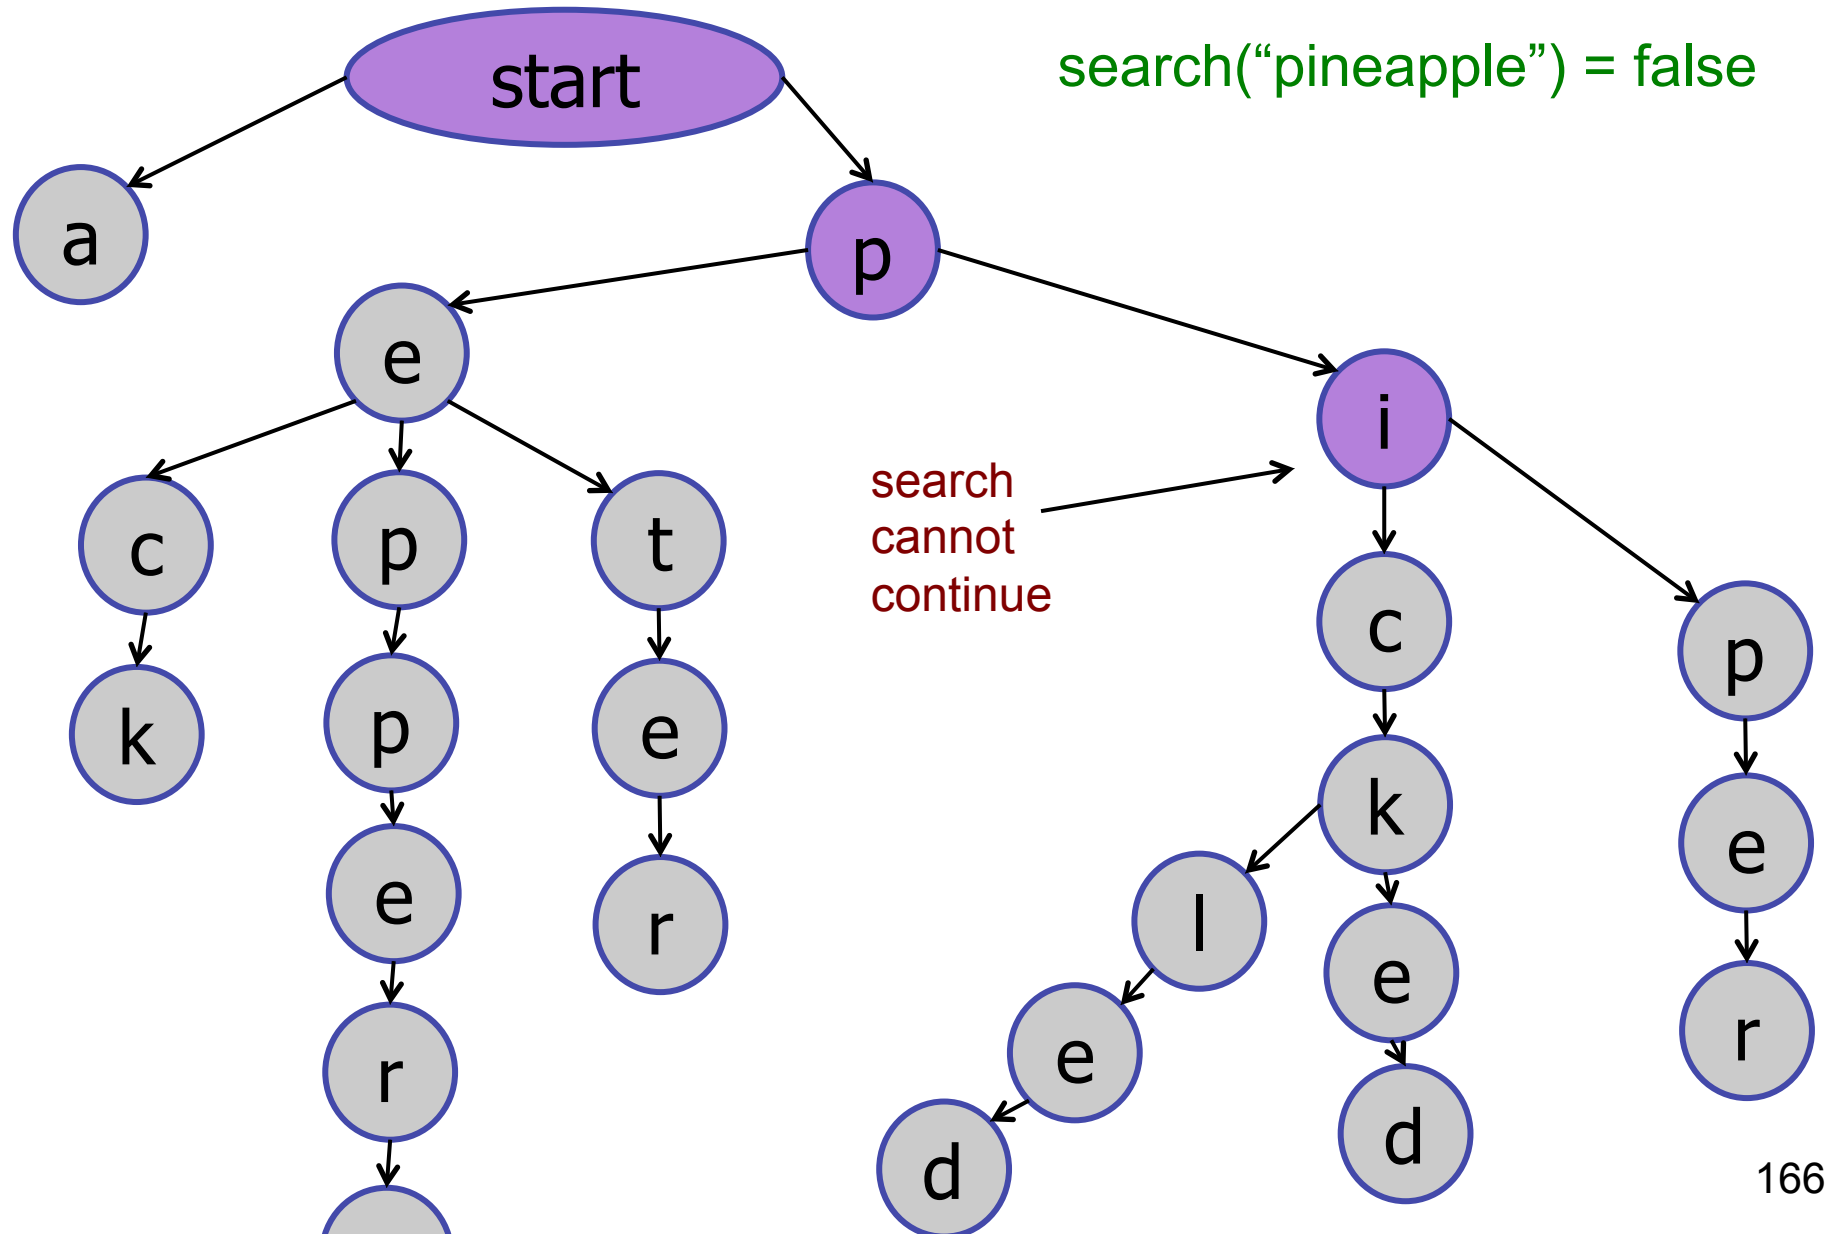 start
search(“pineapple”) = false
a
p
e
i
c
p
t
search
cannot
continue
c
p
k
p
e
k
e
e
r
l
e
r
r
e
d
d
166